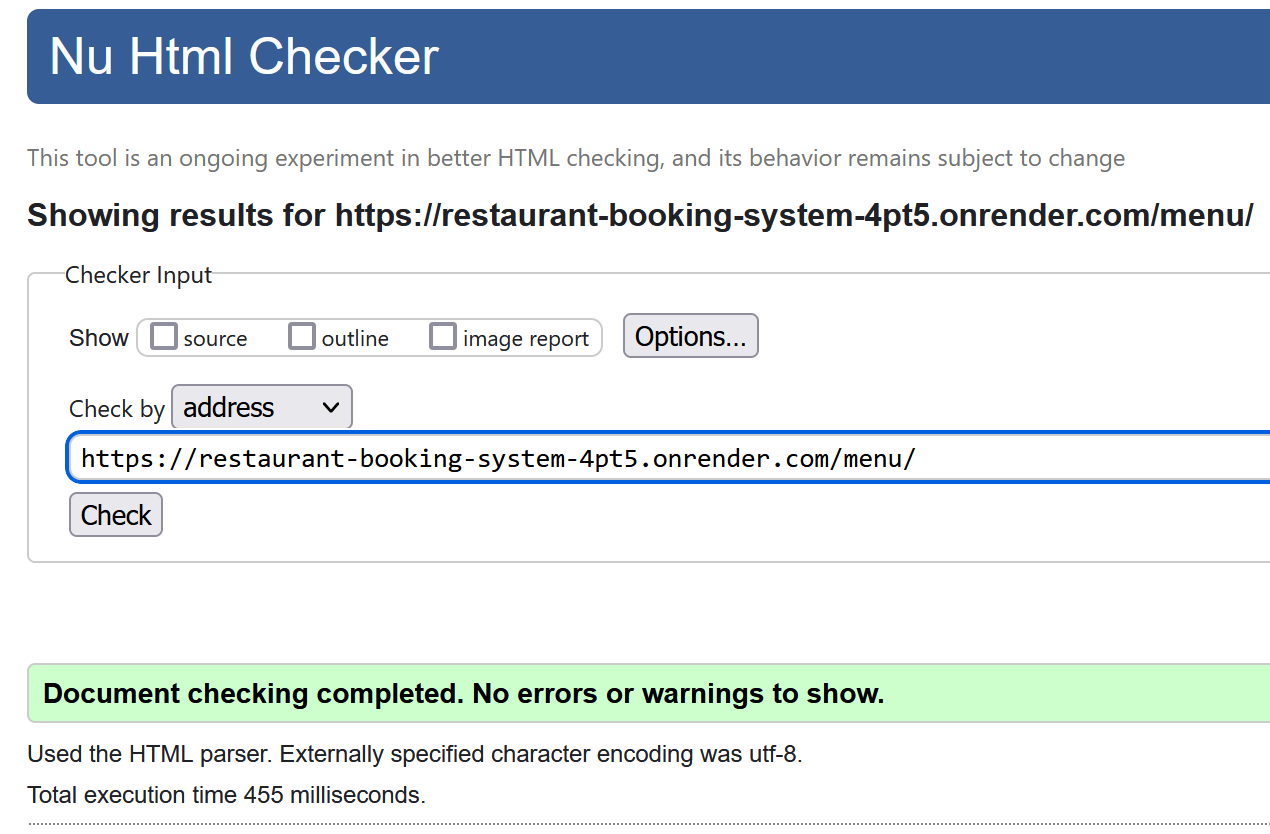 Nu Html Checker
This tool is an ongoing experiment in better HTML checking, and its behavior remains subject to change
Showing results for https://restaurant-booking-system-4pt5.onrender.com/menu/
Checker Input
Show source outline image report Options...
Check by address
https://restaurant-booking-system-4pt5.onrender.com/menu/
Check
Document checking completed. No errors or warnings to show.
Used the HTML parser. Externally specified character encoding was utf-8.
Total execution time 455 milliseconds.